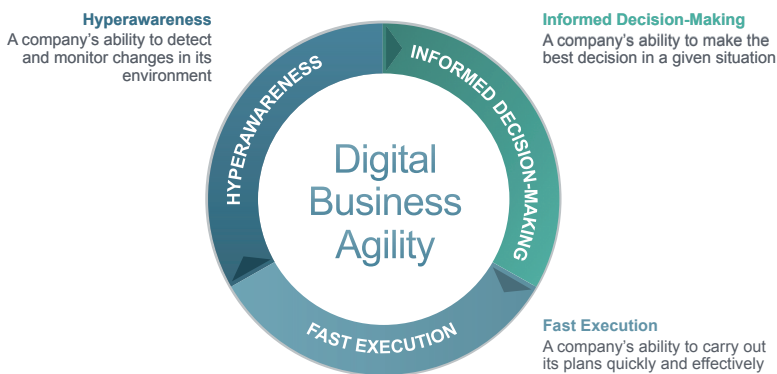 Hyperawareness
A company's ability to detect
and monitor changes in its
environment
Informed Decision-Making
A company's ability to make the
best decision in a given situation
HYPERAWARENESS
INFORMED DECISION-MAKING
Digital
Business
Agility
FAST EXECUTION
Fast Execution
A company's ability to carry out
its plans quickly and effectively